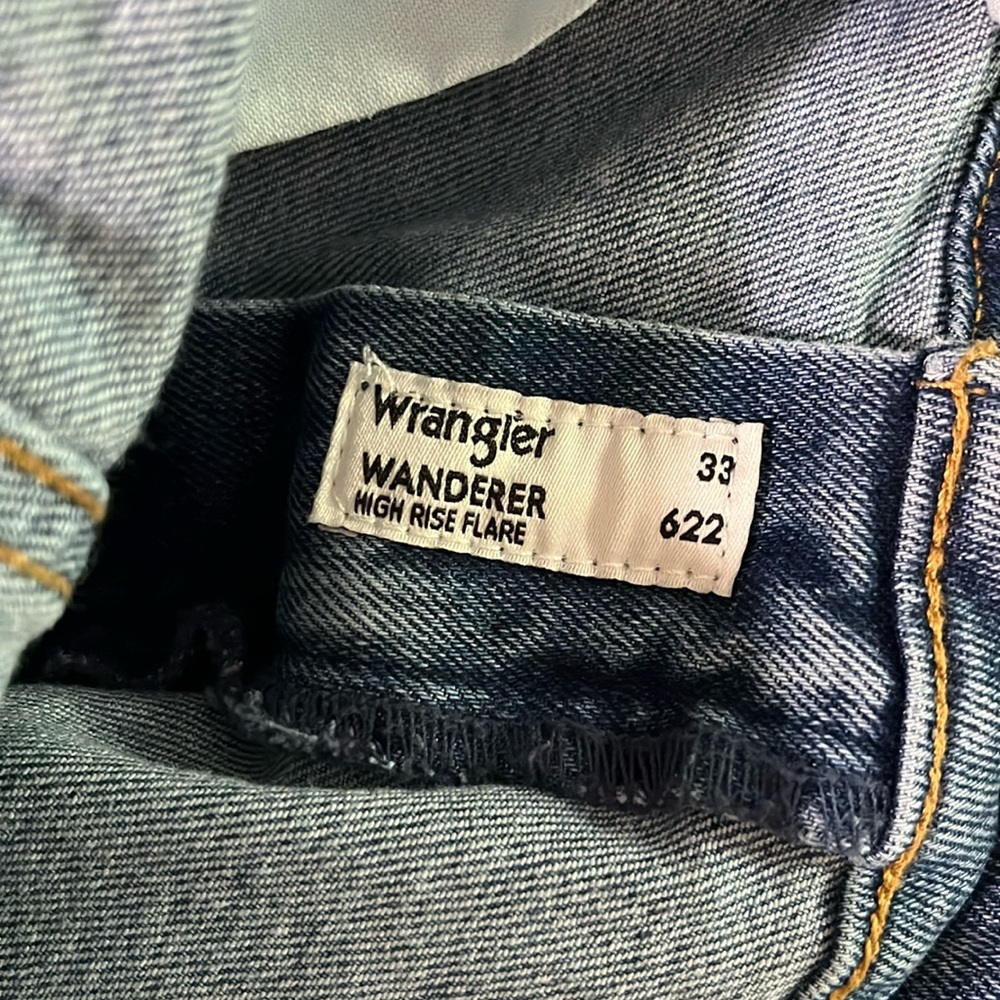 Wrangler
WANDERER
HIGH RISE FLARE
33
622